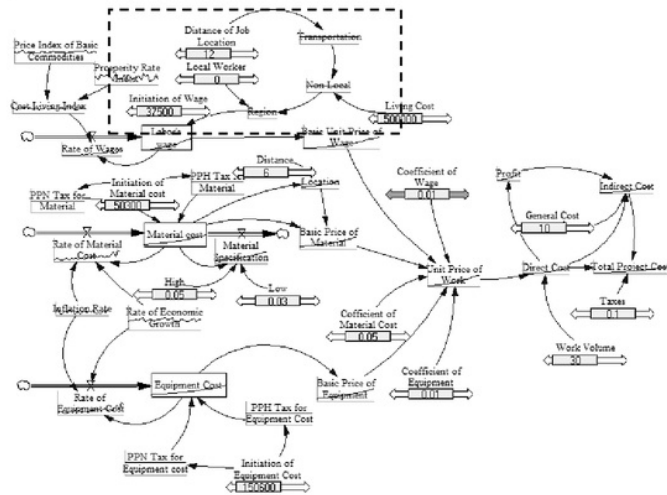 Price Index of Basic
Commodities
Prosperity Rate
Index
Cost Living Index
Distance of Job
Location
12
Transportation
Local Worker
0
Non Local
Initiation of Wage
37500
Region
Living Cost
500000
Labor's
wage
Basic Unit Price of
Wage
Rate of Wages
PPN Tax for
Material
Initiation of
Material cost
50300
PPH Tax
Material
Distance
6
Location
Coefficient of
Wage
0.01
Profit
Indirect Cost
General Cost
10
Material cost
Basic Price of
Material
Rate of Material
Cost
Material
Specification
Unit Price of
Work
Direct Cost
Total Project Cost
High
0.05
Low
0.03
Taxes
0.1
Inflation Rate
Rate of Economic
Growth
Cofficient of
Material Cost
0.05
Work Volume
30
Equipment Cost
Basic Price of
Equipment
Coefficient of
Equipment
0.01
Rate of
Equipment Cost
PPH Tax for
Equipment Cost
PPN Tax for
Equipment cost
Initiation of
Equipment Cost
150600